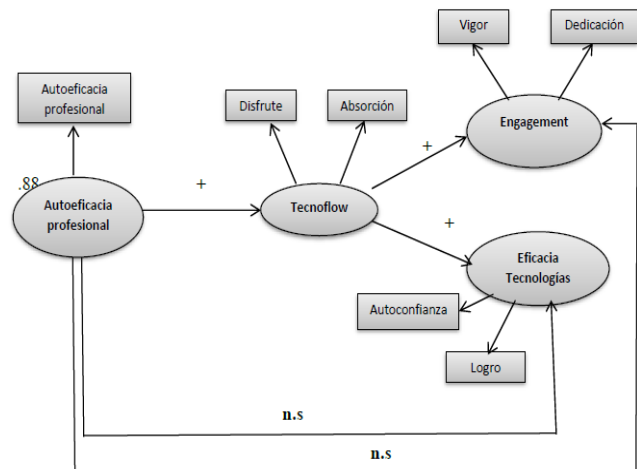 Vigor
Dedicación
Autoeficacia
profesional
Disfrute
Absorción
Engagement
+
.88
Autoeficacia
profesional
+
Tecnoflow
+
Eficacia
Tecnologías
Autoconfianza
Logro
n.s
n.s